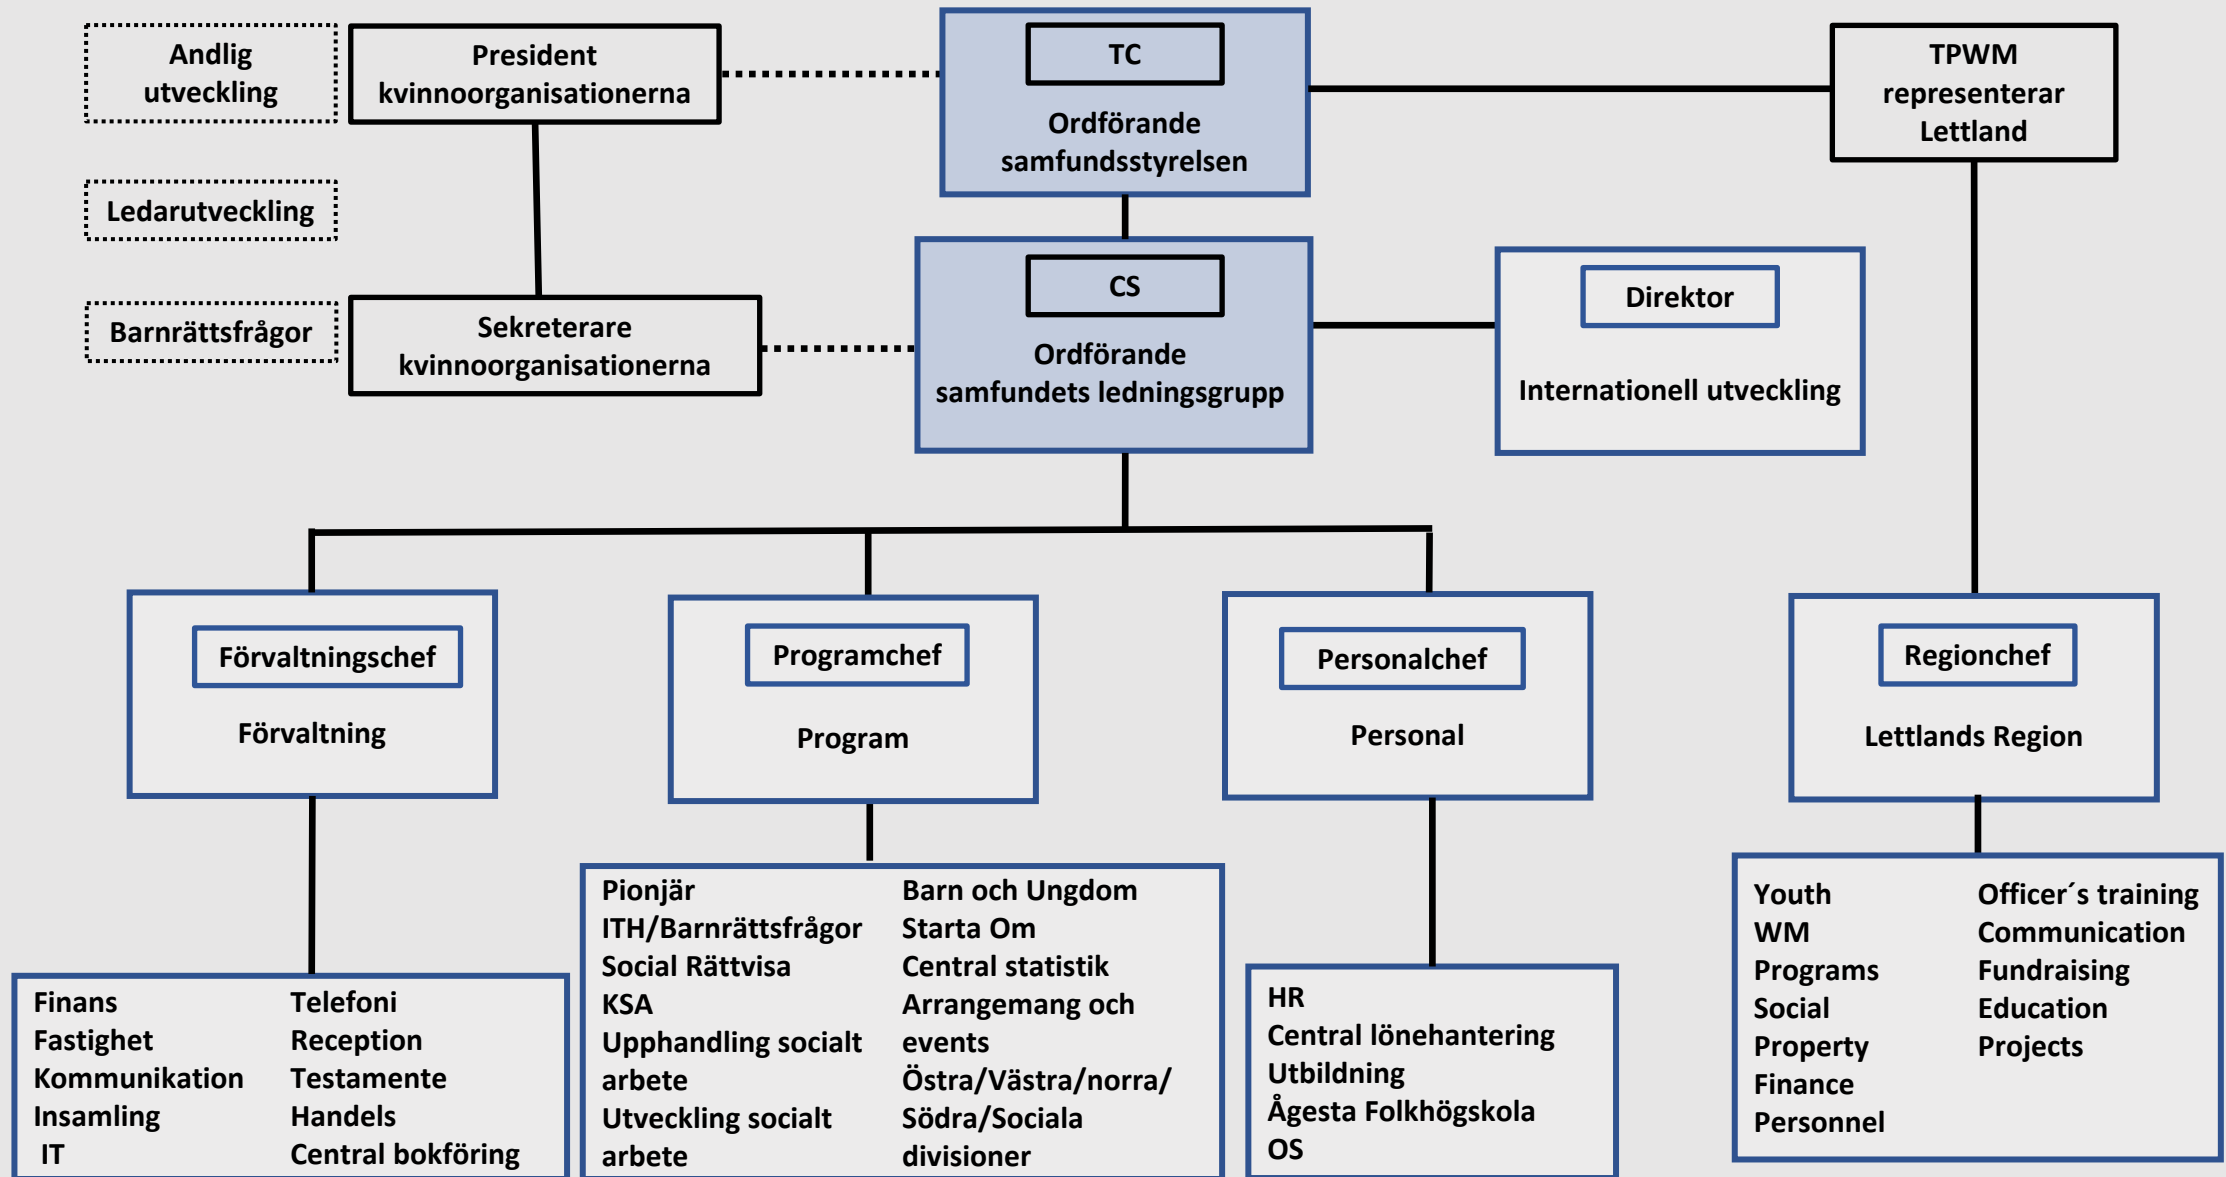 Andlig
utveckling
President
kvinnoorganisationerna
TC
Ordförande
samfundsstyrelsen
TPWM
representerar
Lettland
Ledarutveckling
Barnrättsfrågor
Sekreterare
kvinnoorganisationerna
CS
Ordförande
samfundets ledningsgrupp
Direktor
Internationell utveckling
Förvaltningschef
Förvaltning
Programchef
Program
Personalchef
Personal
Regionchef
Lettlands Region
Finans
Fastighet
Kommunikation
Insamling
IT
Telefoni
Reception
Testamente
Handels
Central bokföring
Pionjär
ITH/Barnrättsfrågor
Social Rättvisa
KSA
Upphandling socialt
arbete
Utveckling socialt
arbete
Barn och Ungdom
Starta Om
Central statistik
Arrangemang och
events
Östra/Västra/norra/
Södra/Sociala
divisioner
HR
Central lönehantering
Utbildning
Ågesta Folkhögskola
OS
Youth
WM
Programs
Social
Property
Finance
Personnel
Officer´s training
Communication
Fundraising
Education
Projects